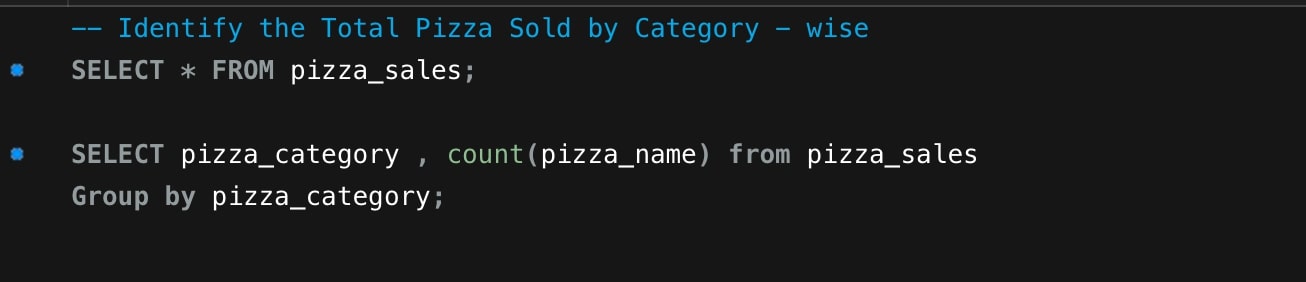 -- Identify the Total Pizza Sold by Category - wise
SELECT * FROM pizza_sales;
SELECT pizza_category , count(pizza_name) from pizza_sales
Group by pizza_category;